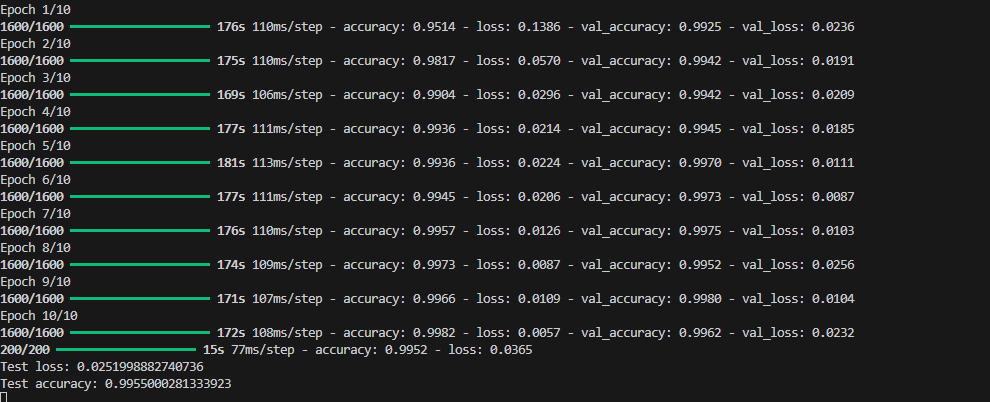 Epoch 1/10
1600/1600 176s 110ms/step - accuracy: 0.9514 - loss: 0.1386 - val_accuracy: 0.9925 - val_loss: 0.0236
Epoch 2/10
1600/1600 175s 110ms/step - accuracy: 0.9817 - loss: 0.0570 - val_accuracy: 0.9942 - val_loss: 0.0191
Epoch 3/10
1600/1600 169s 106ms/step - accuracy: 0.9904 - loss: 0.0296 - val_accuracy: 0.9942 - val_loss: 0.0209
Epoch 4/10
1600/1600 177s 111ms/step - accuracy: 0.9936 - loss: 0.0214 - val_accuracy: 0.9945 - val_loss: 0.0185
Epoch 5/10
1600/1600 181s 113ms/step - accuracy: 0.9936 - loss: 0.0224 - val_accuracy: 0.9970 - val_loss: 0.0111
Epoch 6/10
1600/1600 177s 111ms/step - accuracy: 0.9945 - loss: 0.0206 - val_accuracy: 0.9973 - val_loss: 0.0087
Epoch 7/10
1600/1600 176s 110ms/step - accuracy: 0.9957 - loss: 0.0126 - val_accuracy: 0.9975 - val_loss: 0.0103
Epoch 8/10
1600/1600 174s 109ms/step - accuracy: 0.9973 - loss: 0.0087 - val_accuracy: 0.9952 - val_loss: 0.0256
Epoch 9/10
1600/1600 171s 107ms/step - accuracy: 0.9966 - loss: 0.0109 - val_accuracy: 0.9980 - val_loss: 0.0104
Epoch 10/10
1600/1600 172s 108ms/step - accuracy: 0.9982 - loss: 0.0057 - val_accuracy: 0.9962 - val_loss: 0.0232
200/200 15s 77ms/step - accuracy: 0.9952 - loss: 0.0365
Test loss: 0.0251998882740736
Test accuracy: 0.9955000281333923